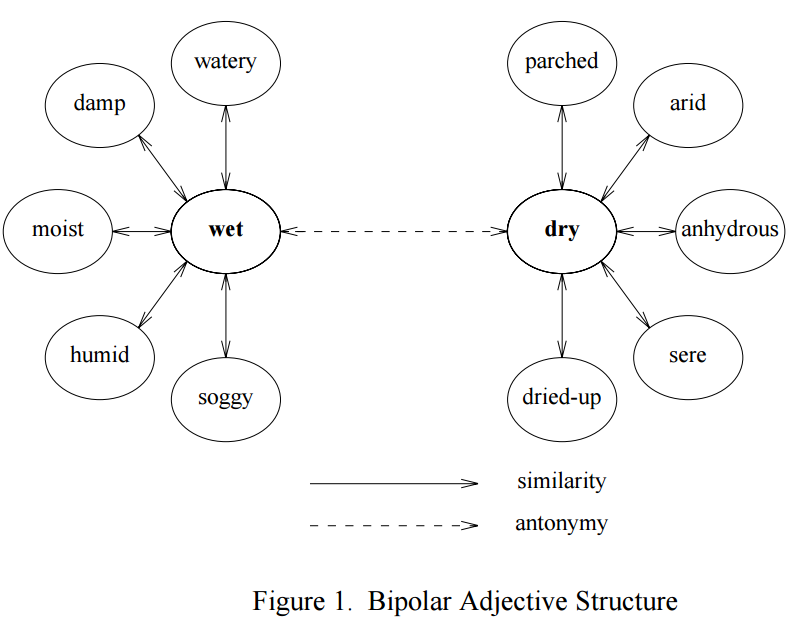 watery
parched
damp
arid
moist
wet
dry
anhydrous
humid
sere
soggy
dried-up
similarity
antonymy
Figure 1. Bipolar Adjective Structure